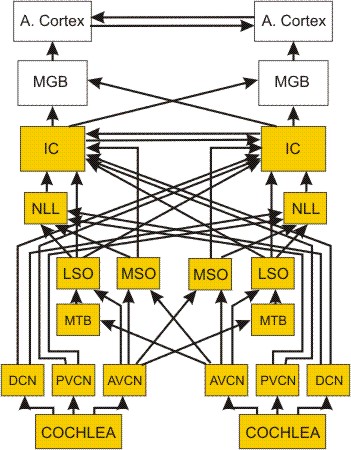 A. Cortex A. Cortex
MGB MGB
IC IC
NLL NLL
LSO MSO MSO LSO
MTB MTB
DCN PVCN AVCN AVCN PVCN DCN
COCHLEA COCHLEA